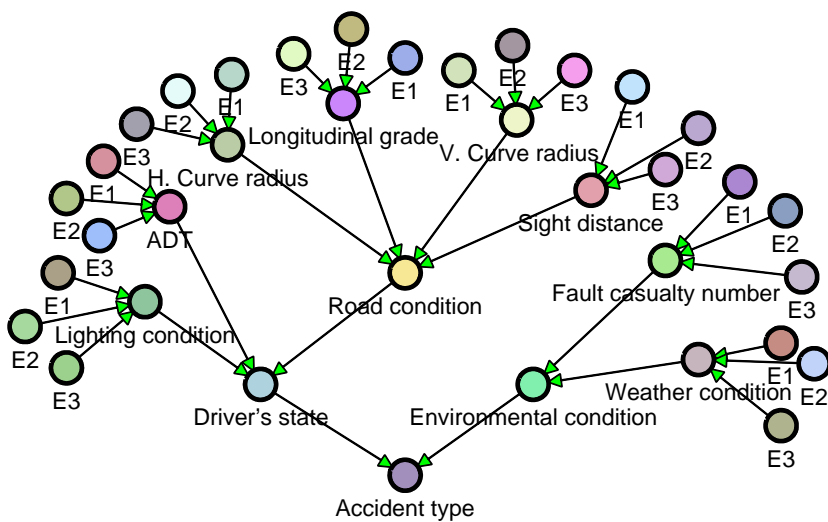 E2
E3
E1
E2
E3
E1
E1
E3
E2
E1
E1
Longitudinal grade
V. Curve radius
E2
E3
H. Curve radius
E3
E1
Sight distance
E1
E2
E2
ADT
E3
E3
E1
Road condition
Fault casualty number
E2
Lighting condition
E3
Weather condition
E1
E2
Driver's state
Environmental condition
E3
Accident type